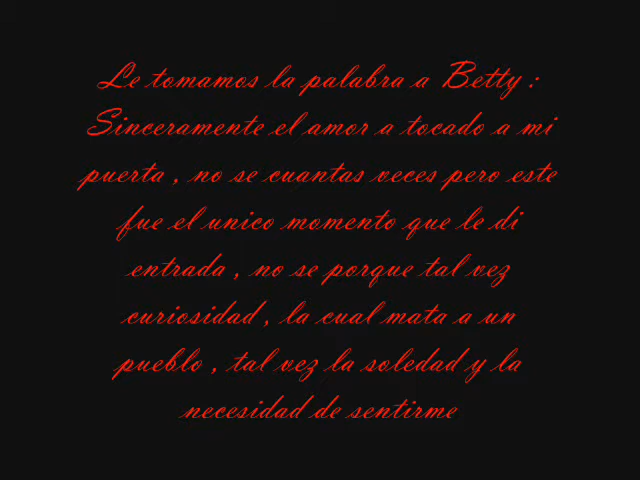 Le tomamos la palabra a Betty :
Sinceramente el amor a tocado a mi
puerta , no se cuantas veces pero este
fue el unico momento que le di
entrada , no se porque tal vez
curiosidad , la cual mata a un
pueblo , tal vez la soledad y la
necesidad de sentirme